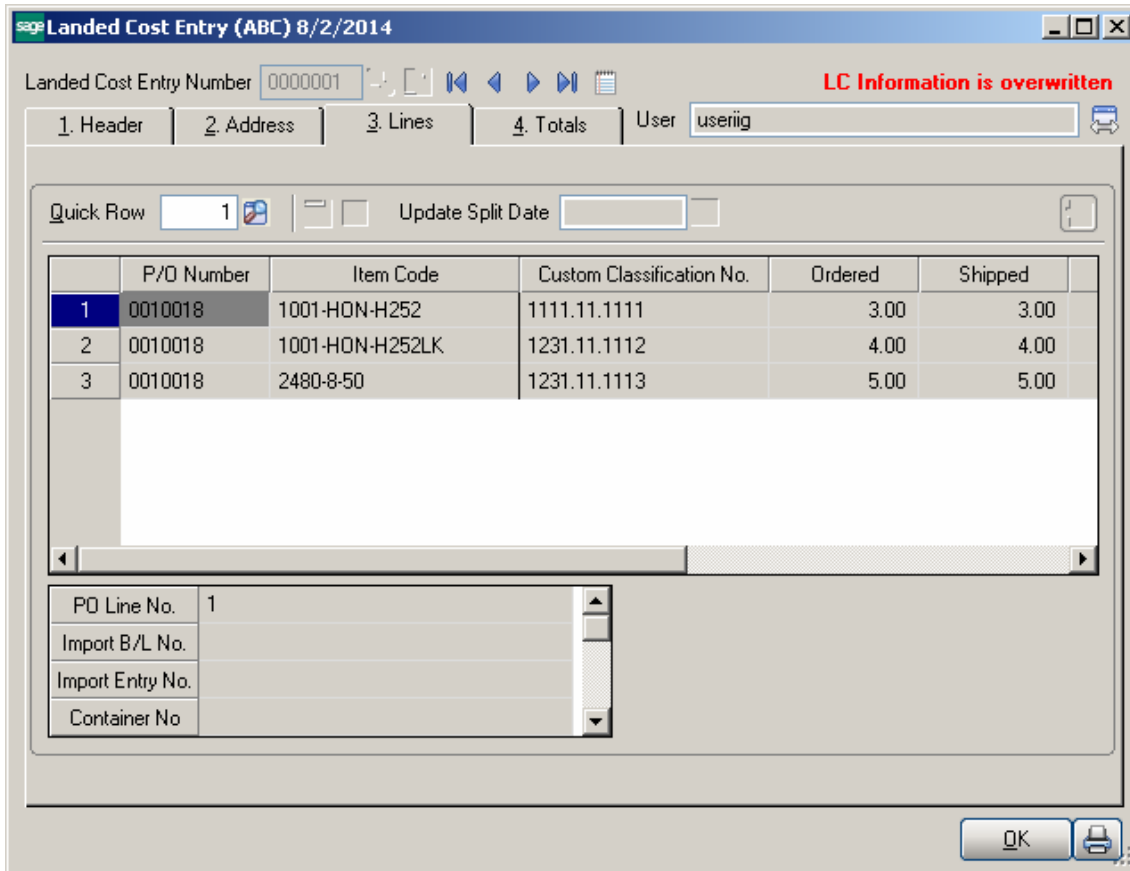 sage Landed Cost Entry (ABC) 8/2/2014
Landed Cost Entry Number 0000001 LC Information is overwritten
1. Header 2. Address 3. Lines 4. Totals User useriig
Quick Row 1 Update Split Date
P/O Number Item Code Custom Classification No. Ordered Shipped
1 0010018 1001-HON-H252 1111.11.1111 3.00 3.00
2 0010018 1001-HON-H252LK 1231.11.1112 4.00 4.00
3 0010018 2480-8-50 1231.11.1113 5.00 5.00
PO Line No. 1
Import B/L No.
Import Entry No.
Container No
OK